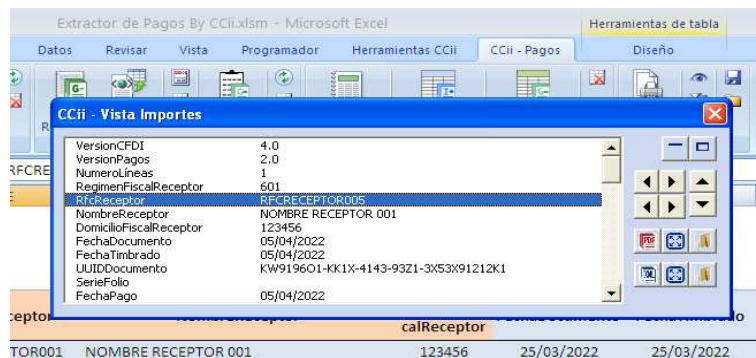 Extractor de Pagos By CCii.xlsm - Microsoft Excel
Herramientas de tabla
Datos Revisar Vista Programador Herramientas CCii CCii - Pagos Diseño
CCii - Vista Importes
VersionCFDI 4.0
VersionPagos 2.0
NumeroLíneas 1
RegimenFiscalReceptor 601
RfcReceptor RFCRECEPTOR005
NombreReceptor NOMBRE RECEPTOR 001
DomicilioFiscalReceptor 123456
FechaDocumento 05/04/2022
FechaTimbrado 05/04/2022
UUIDDocumento KW9196O1-KK1X-4143-93Z1-3X53X91212K1
SerieFolio
FechaPago 05/04/2022
RFCRE
ceptor
calReceptor
TOR001 NOMBRE RECEPTOR 001 123456 25/03/2022 25/03/2022